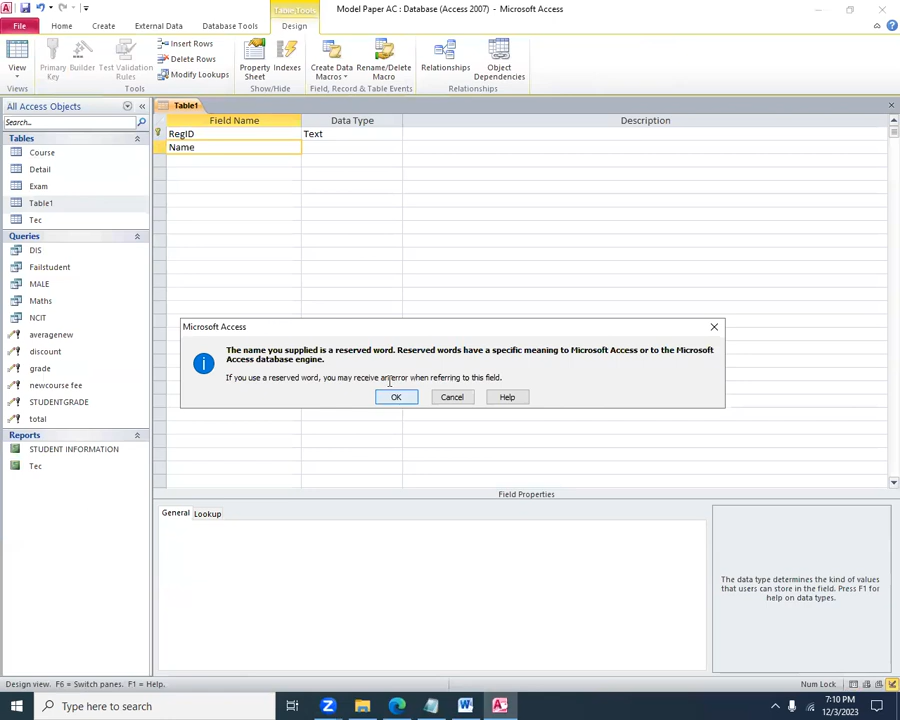 Table Tools
Model Paper AC : Database (Access 2007) - Microsoft Access
File Home Create External Data Database Tools Design
View
Primary Key
Builder
Test Validation Rules
Insert Rows
Delete Rows
Modify Lookups
Property Sheet
Indexes
Create Data Macros
Rename/Delete Macro
Relationships
Object Dependencies
Views Tools Show/Hide Field, Record & Table Events Relationships
All Access Objects
Search...
Tables
Course
Detail
Exam
Table1
Tec
Queries
DIS
Failstudent
MALE
Maths
NCIT
averagenew
discount
grade
newcourse fee
STUDENTGRADE
total
Reports
STUDENT INFORMATION
Tec
Table1
Field Name Data Type Description
RegID Text
Name
Microsoft Access
The name you supplied is a reserved word. Reserved words have a specific meaning to Microsoft Access or to the Microsoft
Access database engine.
If you use a reserved word, you may receive an error when referring to this field.
OK Cancel Help
Field Properties
General Lookup
The data type determines the kind of values
that users can store in the field. Press F1 for
help on data types.
Design view. F6 = Switch panes. F1 = Help.
Num Lock
Type here to search
7:10 PM
12/3/2023